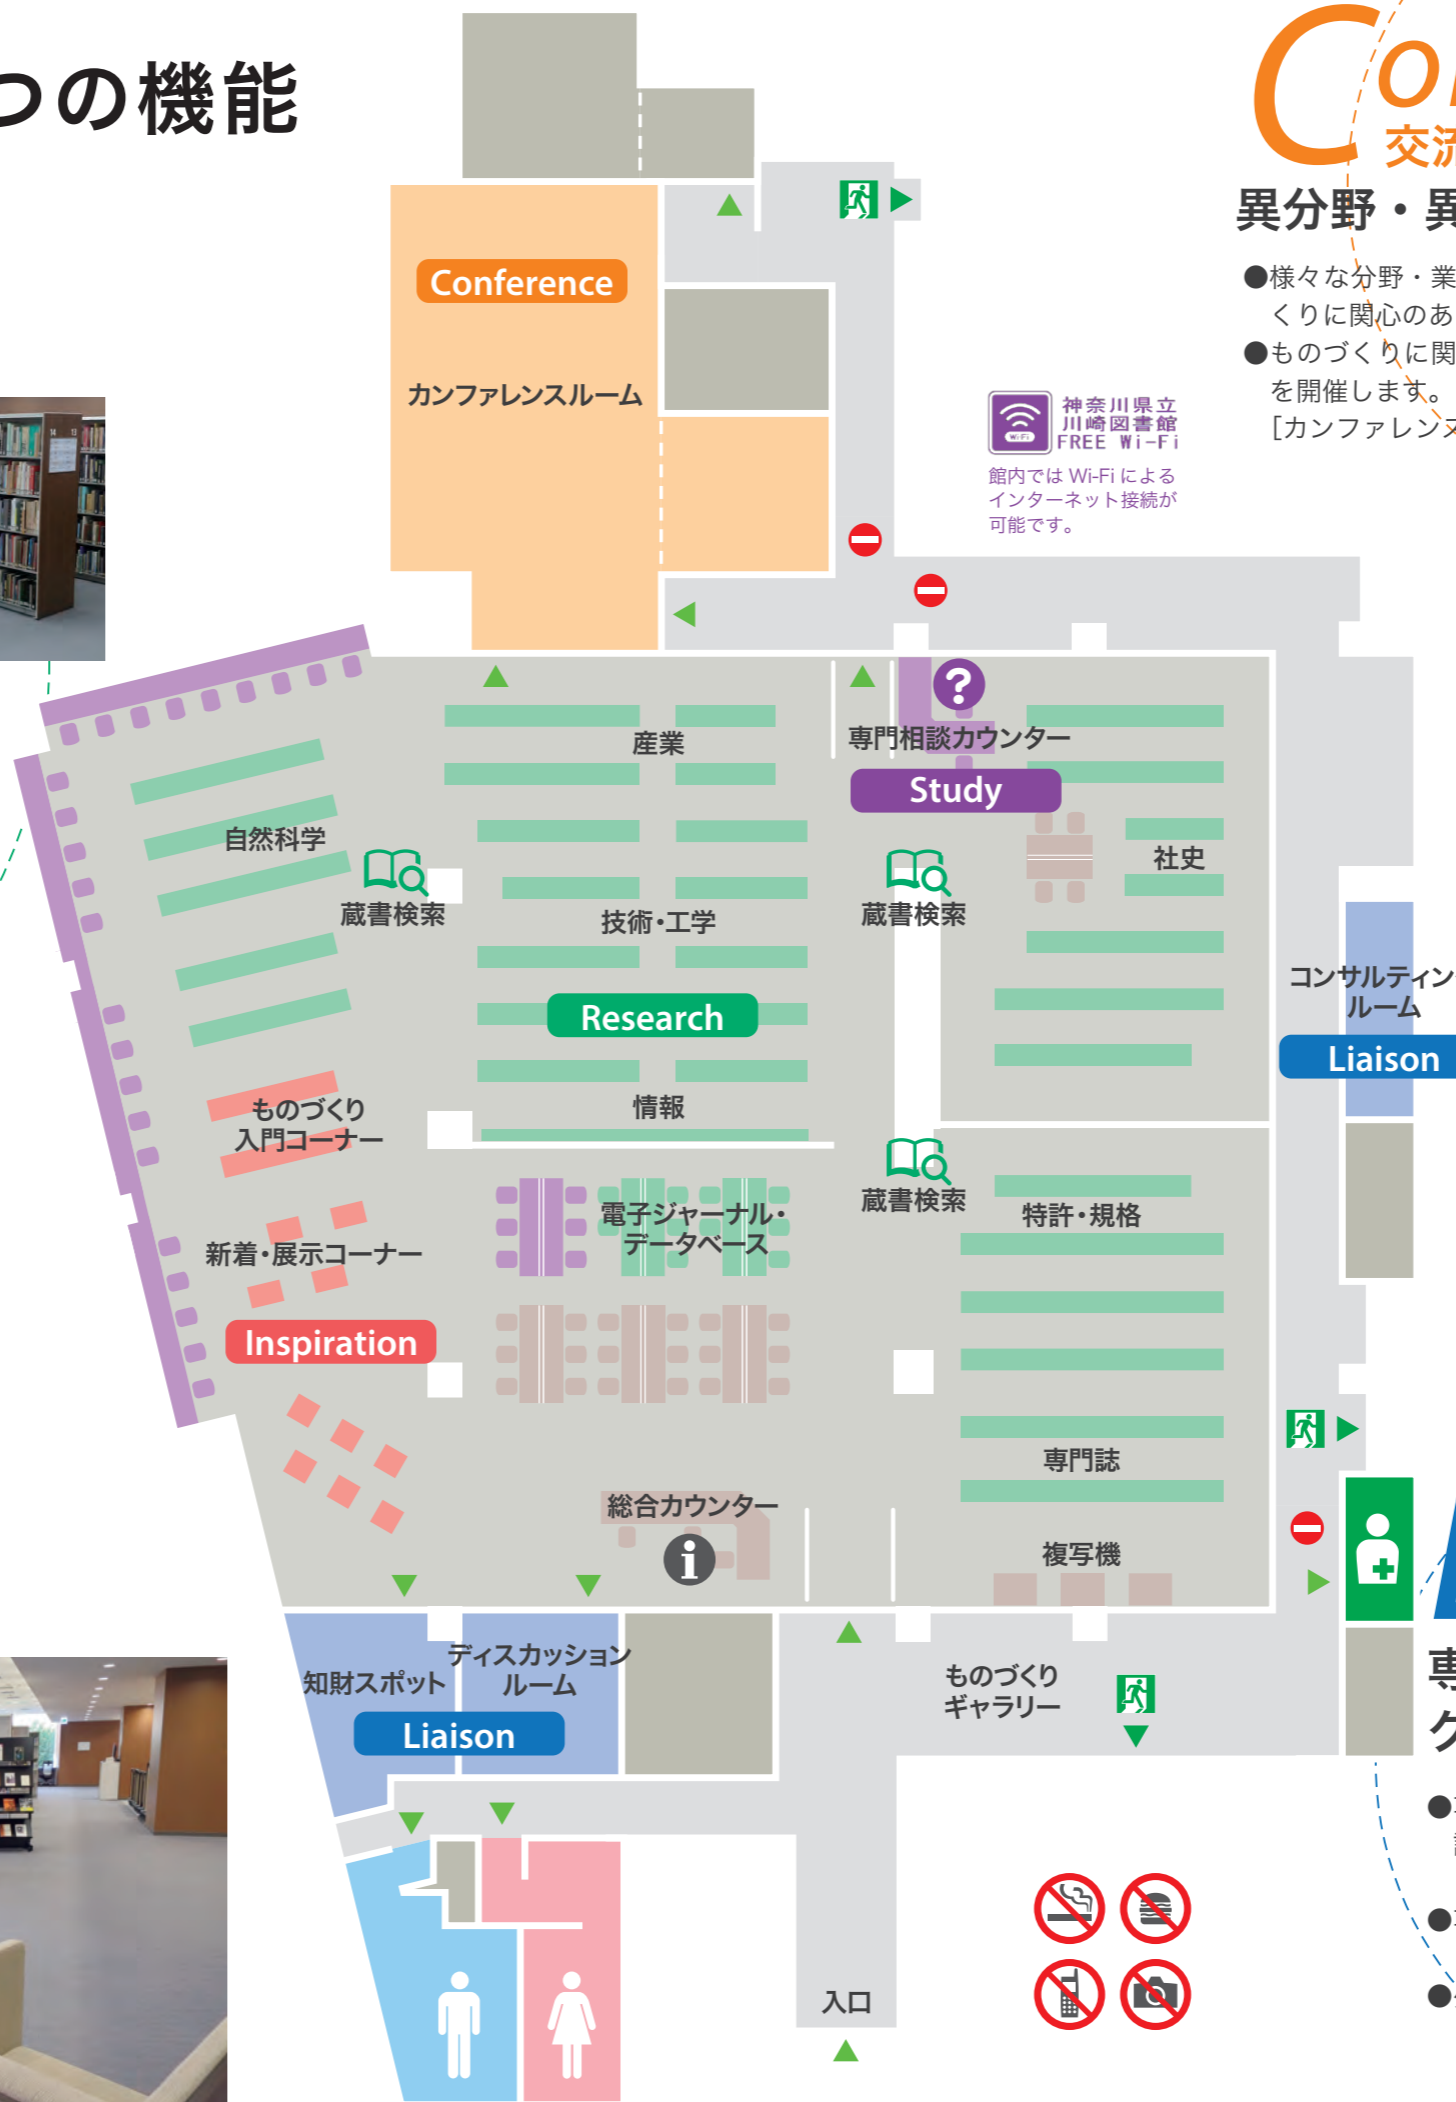 つの機能
Con
交流
異分野・異
●様々な分野・業
くりに関心のあ
●ものづくりに関
を開催します。
[カンファレンス
Conference
カンファレンスルーム
神奈川県立
川崎図書館
FREE Wi-Fi
Wi-Fi
館内では Wi-Fi による
インターネット接続が
可能です。
産業
専門相談カウンター
?
Study
自然科学
蔵書検索
技術・工学
蔵書検索
社史
Research
コンサルティン
ルーム
Liaison
ものづくり
入門コーナー
情報
蔵書検索
電子ジャーナル・
データベース
特許・規格
新着・展示コーナー
Inspiration
専門誌
総合カウンター
i
複写機
知財スポット
ディスカッション
ルーム
Liaison
ものづくり
ギャラリー
専
ク
入口